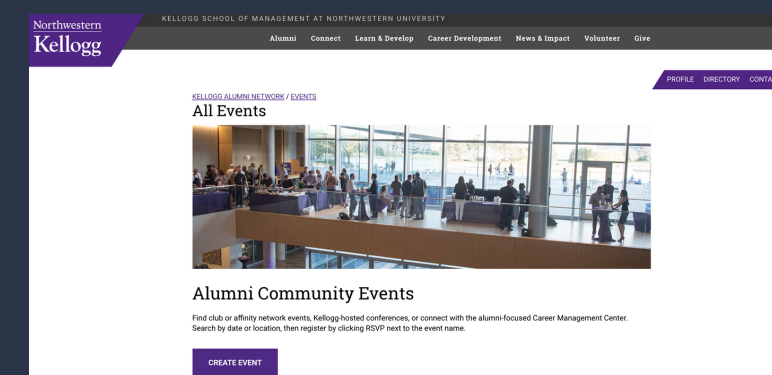 Northwestern
Kellogg
KELLOGG SCHOOL OF MANAGEMENT AT NORTHWESTERN UNIVERSITY
Alumni Connect Learn & Develop Career Development News & Impact Volunteer Give
PROFILE DIRECTORY CONTA
KELLOGG ALUMNI NETWORK / EVENTS
All Events
Alumni Community Events
Find club or affinity network events, Kellogg-hosted conferences, or connect with the alumni-focused Career Management Center.
Search by date or location, then register by clicking RSVP next to the event name.
CREATE EVENT